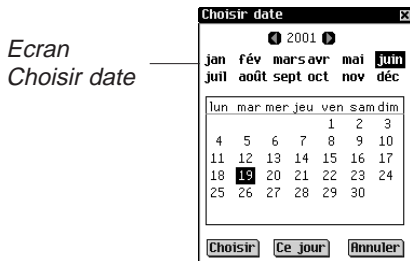 Choisir date
Ecran
Choisir date
2001
jan fév mars avr mai juin
juil août sept oct nov déc
lun mar mer jeu ven sam dim
1 2 3
4 5 6 7 8 9 10
11 12 13 14 15 16 17
18 19 20 21 22 23 24
25 26 27 28 29 30
Choisir Ce jour Annuler